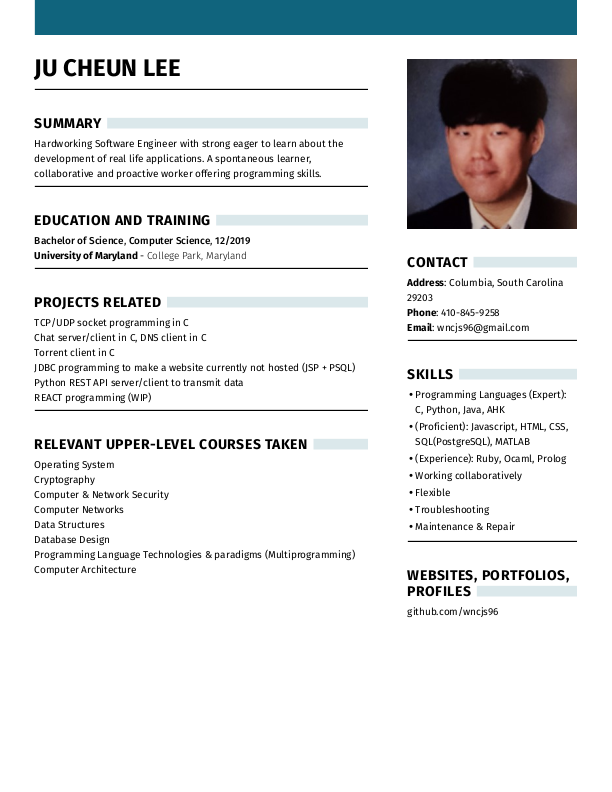 JU CHEUN LEE
SUMMARY
Hardworking Software Engineer with strong eager to learn about the
development of real life applications. A spontaneous learner,
collaborative and proactive worker offering programming skills.
EDUCATION AND TRAINING
Bachelor of Science, Computer Science, 12/2019
University of Maryland - College Park, Maryland
PROJECTS RELATED
TCP/UDP socket programming in C
Chat server/client in C, DNS client in C
Torrent client in C
JDBC programming to make a website currently not hosted (JSP + PSQL)
Python REST API server/client to transmit data
REACT programming (WIP)
RELEVANT UPPER-LEVEL COURSES TAKEN
Operating System
Cryptography
Computer & Network Security
Computer Networks
Data Structures
Database Design
Programming Language Technologies & paradigms (Multiprogramming)
Computer Architecture
CONTACT
Address: Columbia, South Carolina
29203
Phone: 410-845-9258
Email: wncjs96@gmail.com
SKILLS
• Programming Languages (Expert):
C, Python, Java, AHK
• (Proficient): Javascript, HTML, CSS,
SQL(PostgreSQL), MATLAB
• (Experience): Ruby, Ocaml, Prolog
• Working collaboratively
• Flexible
• Troubleshooting
• Maintenance & Repair
WEBSITES, PORTFOLIOS,
PROFILES
github.com/wncjs96